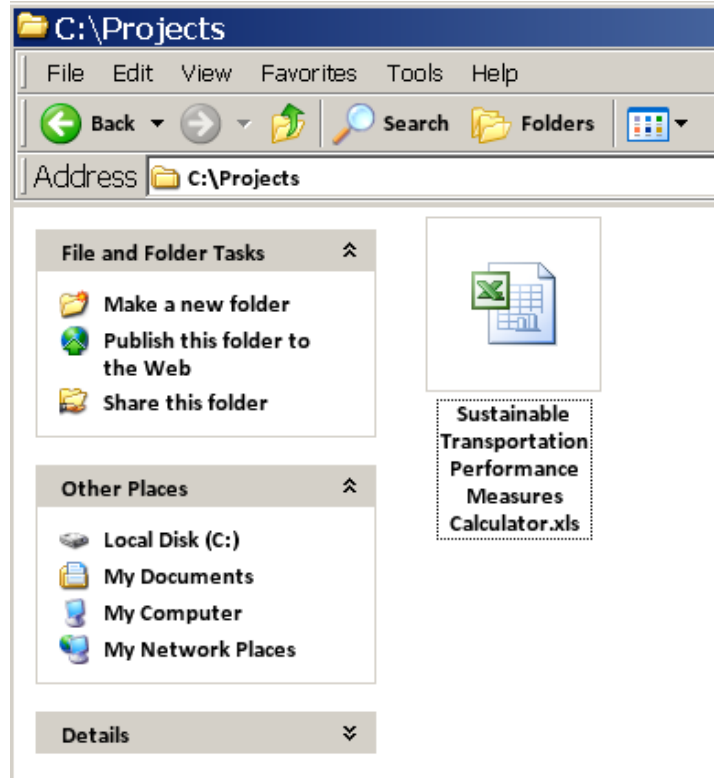 C:\Projects
File Edit View Favorites Tools Help
Back Search Folders
Address C:\Projects
File and Folder Tasks
Make a new folder
Publish this folder to
the Web
Share this folder
Other Places
Local Disk (C:)
My Documents
My Computer
My Network Places
Details
Sustainable
Transportation
Performance
Measures
Calculator.xls